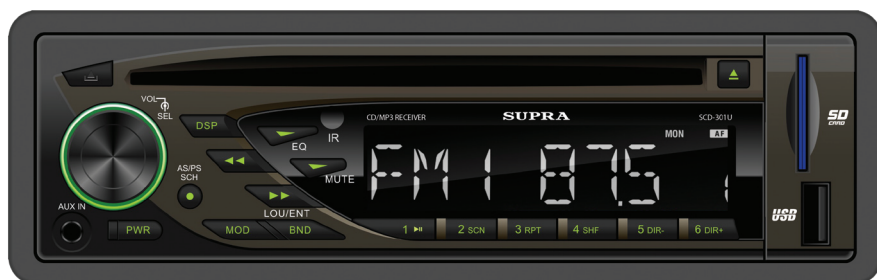 VOL
SEL
DSP
EQ
IR
MUTE
AS/PS
SCH
LOU/ENT
AUX IN
PWR
MOD
BND
CD/MP3 RECEIVER
SUPRA
SCD-301U
MON
AF
FM1 87.5 1
1
2 SCN
3 RPT
4 SHF
5 DIR-
6 DIR+
SD
CARD
USB